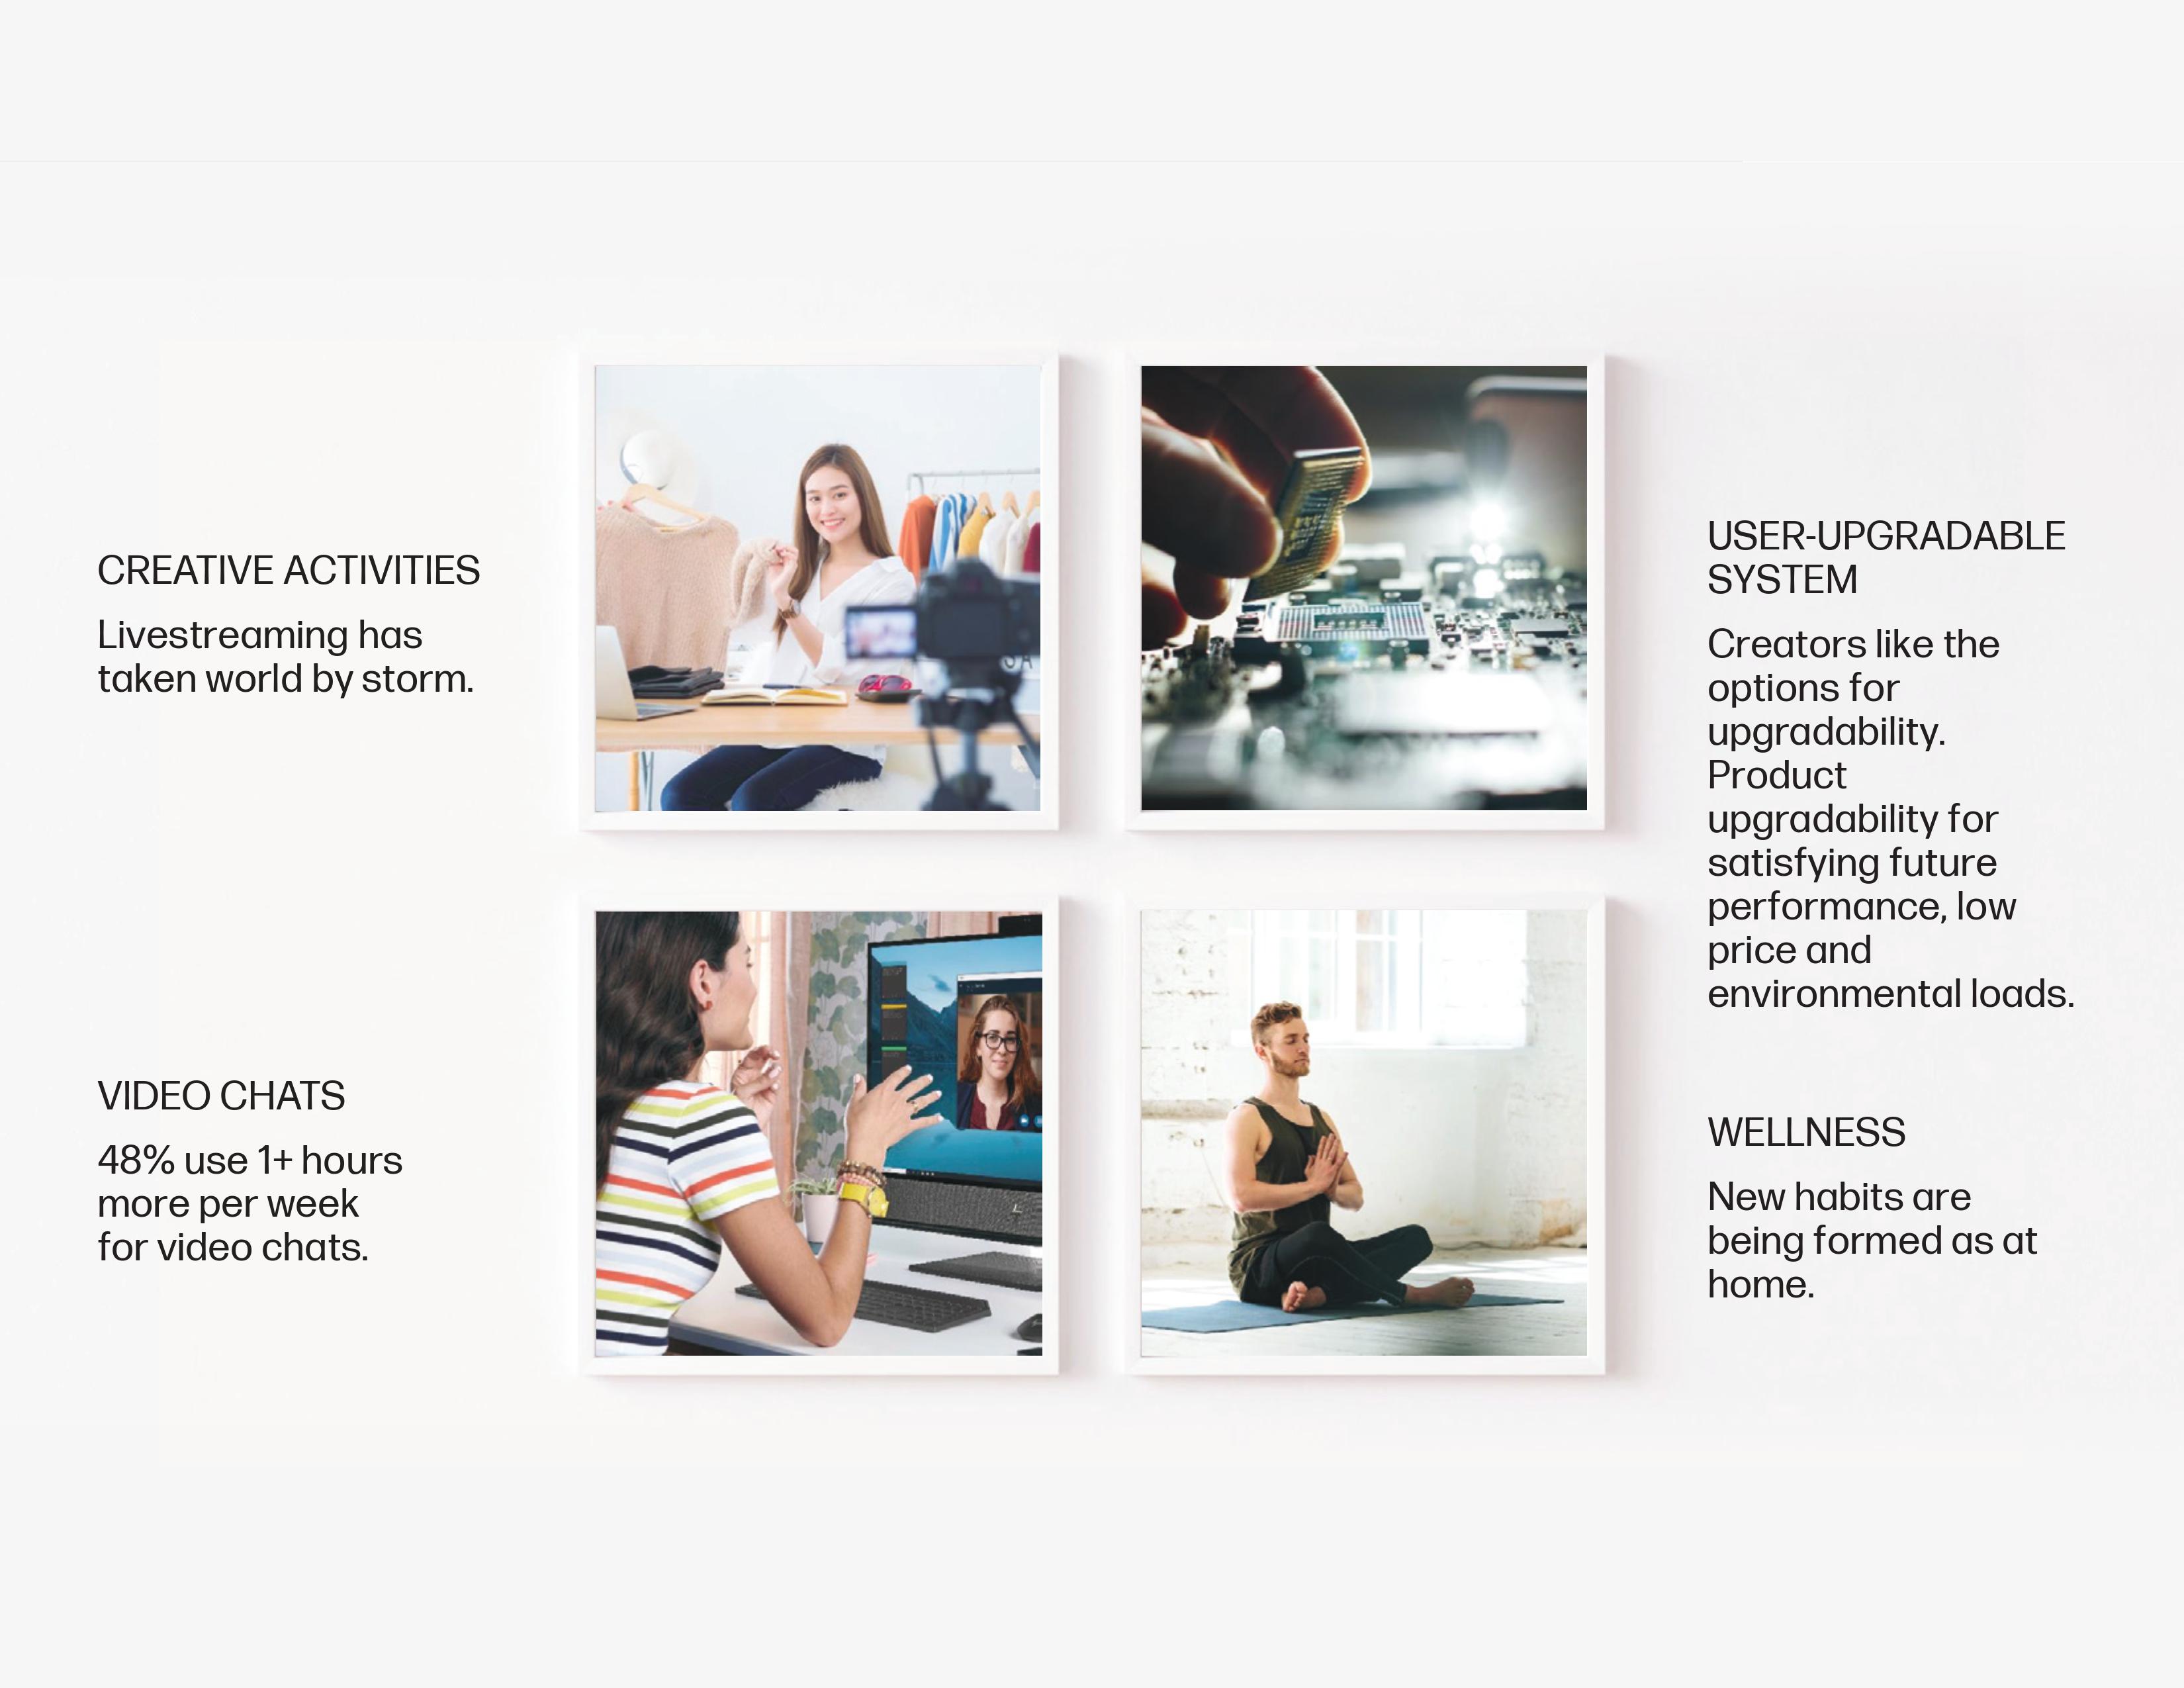 CREATIVE ACTIVITIES
Livestreaming has
taken world by storm.
VIDEO CHATS
48% use 1+ hours
more per week
for video chats.
USER-UPGRADABLE
SYSTEM
Creators like the
options for
upgradability.
Product
upgradability for
satisfying future
performance, low
price and
environmental loads.
WELLNESS
New habits are
being formed as at
home.